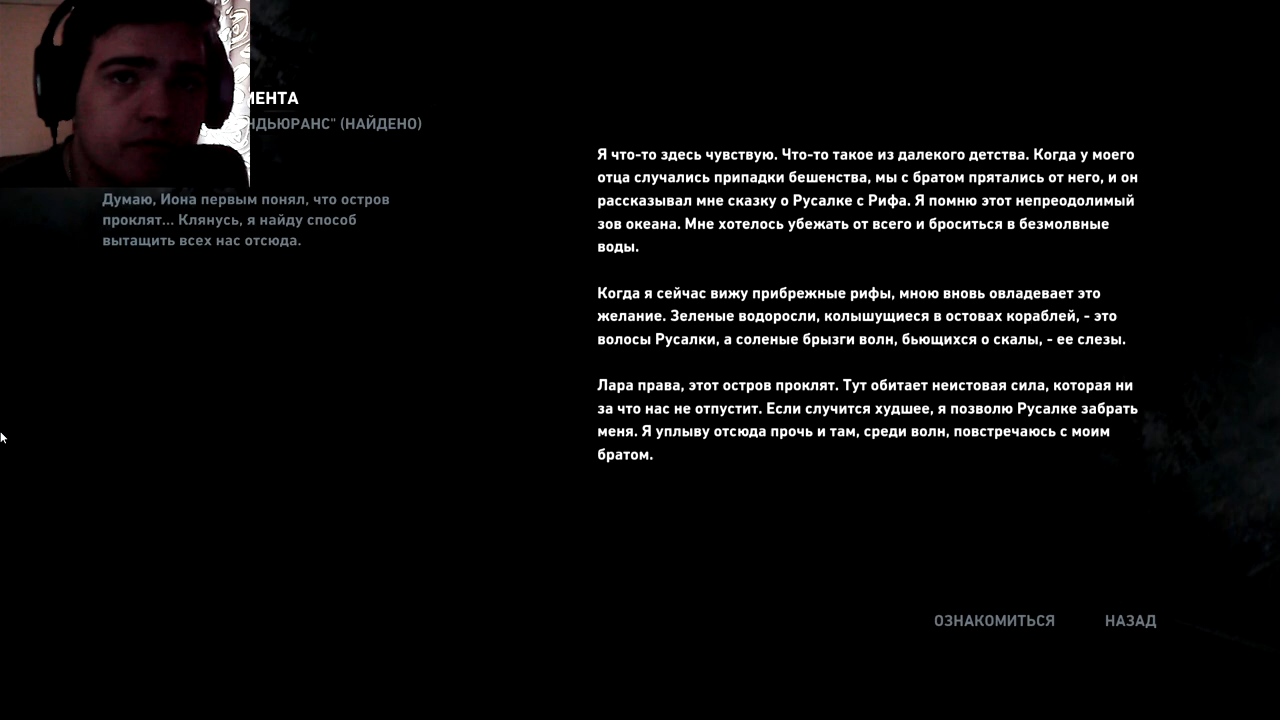 МЕНТА
НДЬЮРАНС" (НАЙДЕНО)
Думаю, Иона первым понял, что остров
проклят... Клянусь, я найду способ
вытащить всех нас отсюда.
Я что-то здесь чувствую. Что-то такое из далекого детства. Когда у моего
отца случались припадки бешенства, мы с братом прятались от него, и он
рассказывал мне сказку о Русалке с Рифа. Я помню этот непреодолимый
зов океана. Мне хотелось убежать от всего и броситься в безмолвные
воды.
Когда я сейчас вижу прибрежные рифы, мною вновь овладевает это
желание. Зеленые водоросли, колышущиеся в остовах кораблей, - это
волосы Русалки, а соленые брызги волн, бьющихся о скалы, - ее слезы.
Лара права, этот остров проклят. Тут обитает неистовая сила, которая ни
за что нас не отпустит. Если случится худшее, я позволю Русалке забрать
меня. Я уплыву отсюда прочь и там, среди волн, повстречаюсь с моим
братом.
ОЗНАКОМИТЬСЯ НАЗАД